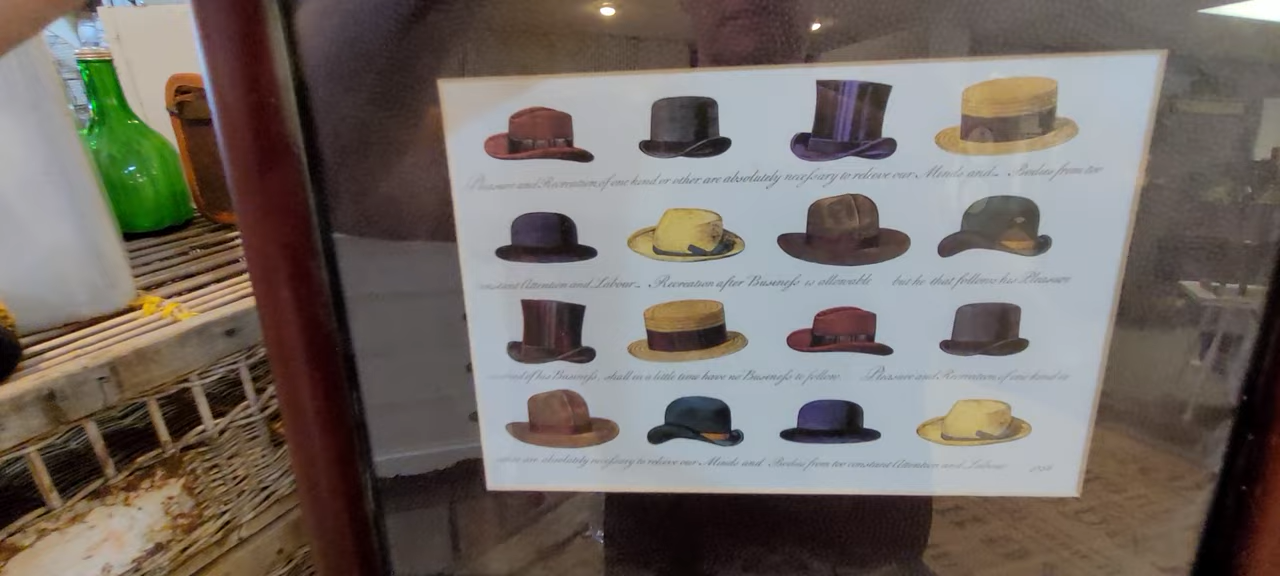 Pleasure and Recreation of one kind or other are absolutely neceſsary to relieve our Minds and Bodies from too
constant Attention and Labour. Recreation after Busineſs is allowable but he that follows his Pleasure
instead of his Busineſs, shall in a little time have no Busineſs to follow. Pleasure and Recreation of one kind or
are absolutely neceſsary to relieve our Minds and Bodies from too constant Attention and Labour